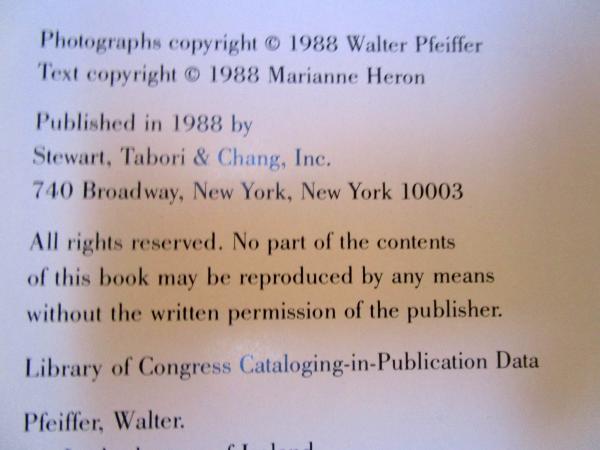 Photographs copyright © 1988 Walter Pfeiffer
Text copyright © 1988 Marianne Heron
Published in 1988 by
Stewart, Tabori & Chang, Inc.
740 Broadway, New York, New York 10003
All rights reserved. No part of the contents
of this book may be reproduced by any means
without the written permission of the publisher.
Library of Congress Cataloging-in-Publication Data
Pfeiffer, Walter.
of Ireland